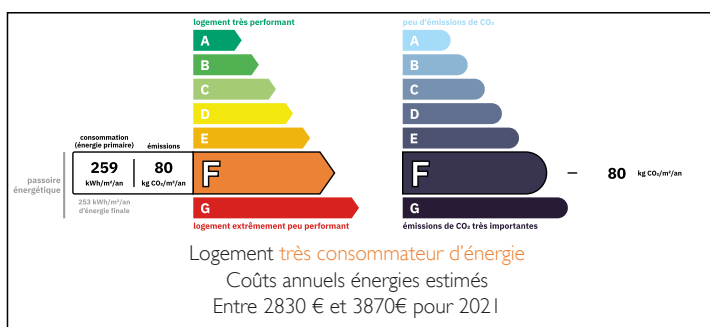 logement très performant
A
B
C
D
E
consommation
(énergie primaire)
émissions
259
kWh/m²/an
80
kg CO₂/m²/an
F
passoire
énergétique
253 kWh/m²/an
d'énergie finale
G
logement extrêmement peu performant
peu d'émissions de CO₂
A
B
C
D
E
F
80 kg CO₂/m²/an
G
émissions de CO₂ très importantes
Logement très consommateur d'énergie
Coûts annuels énergies estimés
Entre 2830 € et 3870€ pour 2021